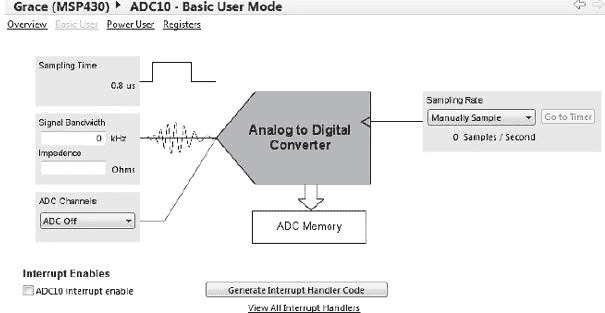 Grace (MSP430) ▸ ADC10 - Basic User Mode
Overview Basic User Power User Registers
Sampling Time
0.8 us
Signal Bandwidth
0 kHz
Impedance
Ohms
ADC Channels
ADC Off
Analog to Digital
Converter
ADC Memory
Sampling Rate
Manually Sample Go to Timer
0 Samples / Second
Interrupt Enables
ADC10 interrupt enable
Generate Interrupt Handler Code
View All Interrupt Handlers